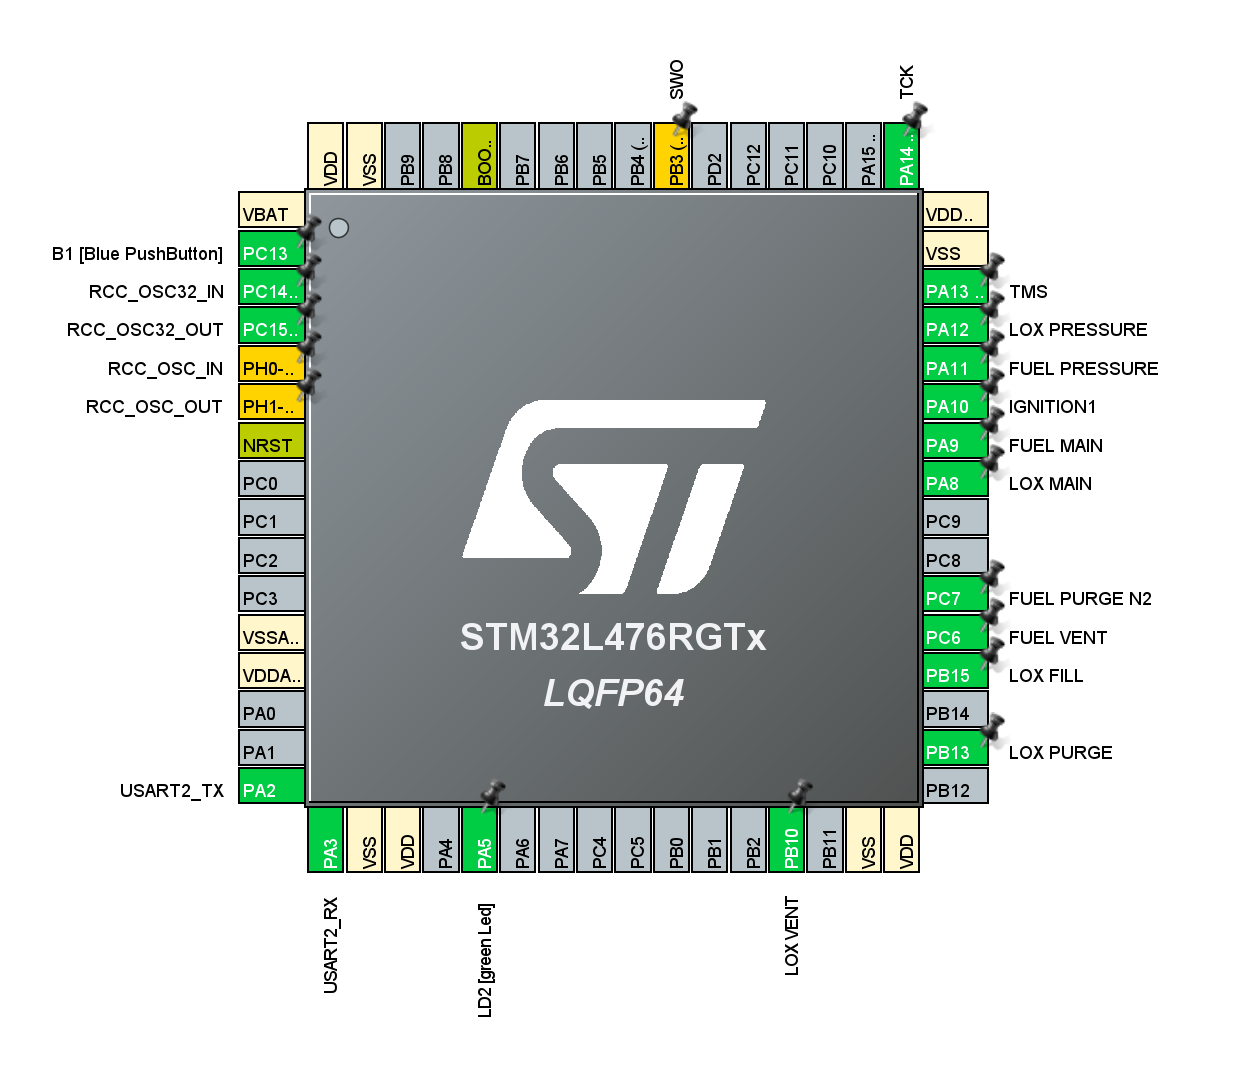 SWO
TCK
VDD
VSS
PB9
PB8
BOO..
PB7
PB6
PB5
PB4 (..
PB3 (..
PD2
PC12
PC11
PC10
PA15 ..
PA14 ..
VBAT
B1 [Blue PushButton] PC13
RCC_OSC32_IN PC14..
RCC_OSC32_OUT PC15..
RCC_OSC_IN PH0-..
RCC_OSC_OUT PH1-..
NRST
PC0
PC1
PC2
PC3
VSSA..
VDDA..
PA0
PA1
USART2_TX PA2
ST
STM32L476RGTx
LQFP64
VDD..
VSS
PA13 .. TMS
PA12 LOX PRESSURE
PA11 FUEL PRESSURE
PA10 IGNITION1
PA9 FUEL MAIN
PA8 LOX MAIN
PC9
PC8
PC7 FUEL PURGE N2
PC6 FUEL VENT
PB15 LOX FILL
PB14
PB13 LOX PURGE
PB12
PA3
VSS
VDD
PA4
PA5
PA6
PA7
PC4
PC5
PB0
PB1
PB2
PB10
PB11
VSS
VDD
USART2_RX
LD2 [green Led]
LOX VENT